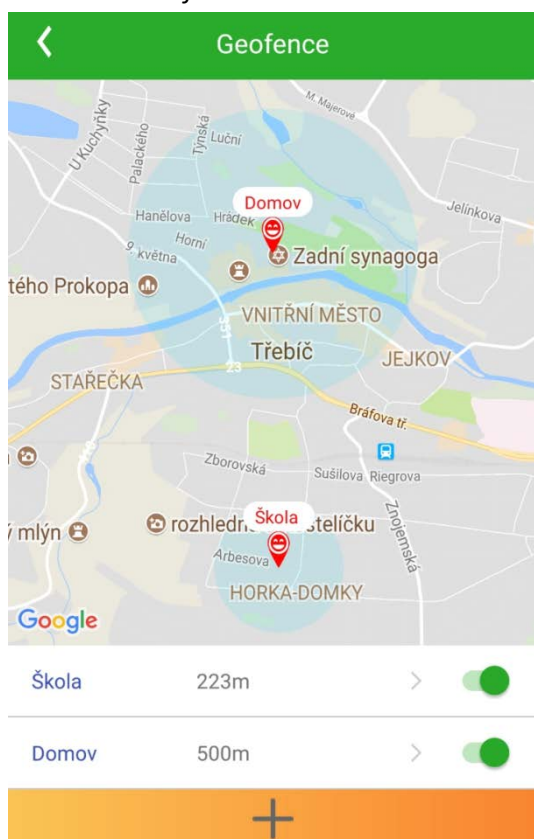 Geofence
M. Majerové
U Kuchyňky
Palackého
Týnská
Luční
Domov
Jelínkova
Hanělova
Hrádek
Horní
9. května
Zadní synagoga
tého Prokopa
351
VNITŘNÍ MĚSTO
Třebíč
JEJKOV
23
STAŘEČKA
Bráfova tř.
Zborovská
Sušilova
Riegrova
Znojemská
Škola
ý mlýn
rozhledn
stelíčku
Arbesova
HORKA-DOMKY
Google
Škola 223m
Domov 500m